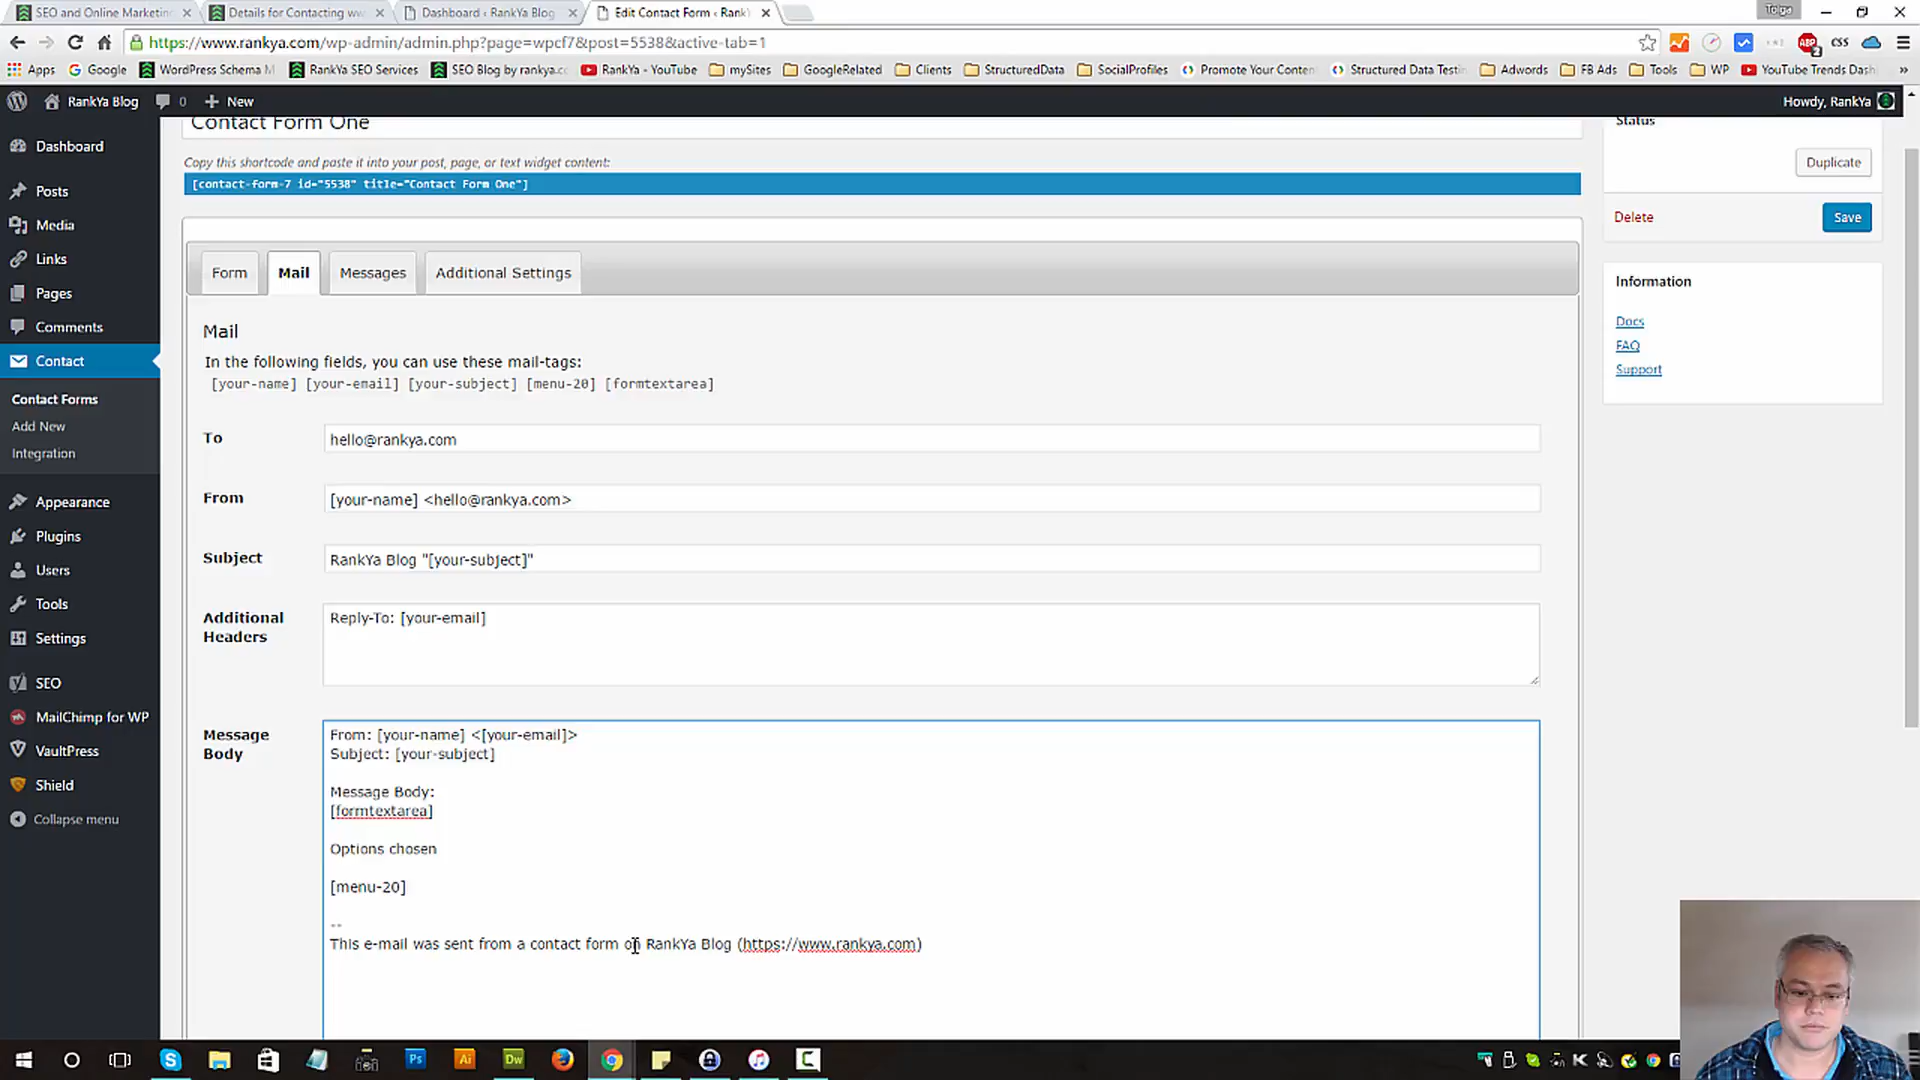 SEO and Online Marketin
Details for Contacting ww
Dashboard ‹ RankYa Blog
Edit Contact Form ‹ RankY
Tolga
https://www.rankya.com/wp-admin/admin.php?page=wpcf7&post=5538&active-tab=1
ABP
2
CSS
Apps
Google
WordPress Schema M
RankYa SEO Services
SEO Blog by rankya.c
RankYa - YouTube
mySites
GoogleRelated
Clients
StructuredData
SocialProfiles
Promote Your Conten
Structured Data Testi
Adwords
FB Ads
Tools
WP
YouTube Trends Dash
»
RankYa Blog
0
New
Howdy, RankYa
Dashboard
Posts
Media
Links
Pages
Comments
Contact
Contact Forms
Add New
Integration
Appearance
Plugins
Users
Tools
Settings
SEO
MailChimp for WP
VaultPress
Shield
Collapse menu
Contact Form One
Copy this shortcode and paste it into your post, page, or text widget content:
[contact-form-7 id="5538" title="Contact Form One"]
Form
Mail
Messages
Additional Settings
Mail
In the following fields, you can use these mail-tags:
[your-name] [your-email] [your-subject] [menu-20] [formtextarea]
To
hello@rankya.com
From
[your-name] <hello@rankya.com>
Subject
RankYa Blog "[your-subject]"
Additional
Headers
Reply-To: [your-email]
Message
Body
From: [your-name] <[your-email]>
Subject: [your-subject]
Message Body:
[formtextarea]
Options chosen
[menu-20]
--
This e-mail was sent from a contact form on RankYa Blog (https://www.rankya.com)
Status
Duplicate
Delete
Save
Information
Docs
FAQ
Support
Ps
Ai
Dw